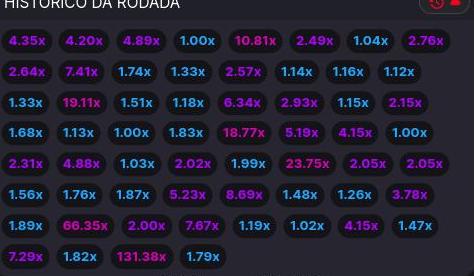 HISTÓRICO DA RODADA
4.35x 4.20x 4.89x 1.00x 10.81x 2.49x 1.04x 2.76x
2.64x 7.41x 1.74x 1.33x 2.57x 1.14x 1.16x 1.12x
1.33x 19.11x 1.51x 1.18x 6.34x 2.93x 1.15x 2.15x
1.68x 1.13x 1.00x 1.83x 18.77x 5.19x 4.15x 1.00x
2.31x 4.88x 1.03x 2.02x 1.99x 23.75x 2.05x 2.05x
1.56x 1.76x 1.87x 5.23x 8.69x 1.48x 1.26x 3.78x
1.89x 66.35x 2.00x 7.67x 1.19x 1.02x 4.15x 1.47x
7.29x 1.82x 131.38x 1.79x